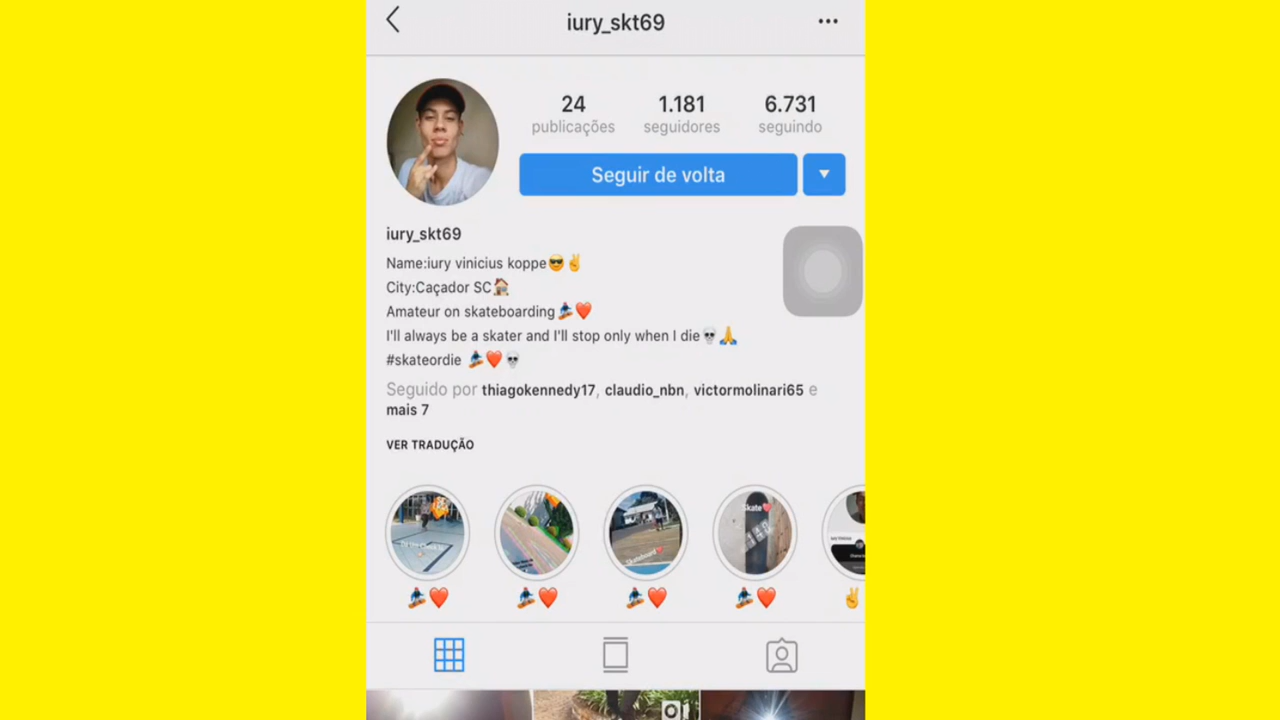 iury_skt69
24
publicações
1.181
seguidores
6.731
seguindo
Seguir de volta
iury_skt69
Name:iury vinicius koppe😎✌️
City:Caçador SC🏠
Amateur on skateboarding🏂❤️
I'll always be a skater and I'll stop only when I die💀🙏
#skateordie 🏂❤️💀
Seguido por thiagokennedy17, claudio_nbn, victormolinari65 e
mais 7
VER TRADUÇÃO
Skate❤️
Skateboard❤️
🏂❤️
🏂❤️
🏂❤️
🏂❤️
✌️